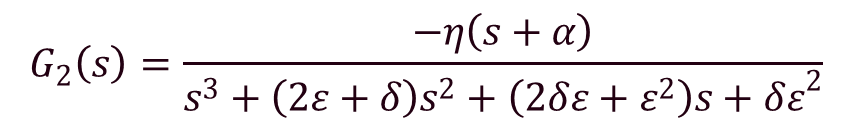 G₂(s) = −η(s + α) / s³ + (2ε + δ)s² + (2δε + ε²)s + δε²